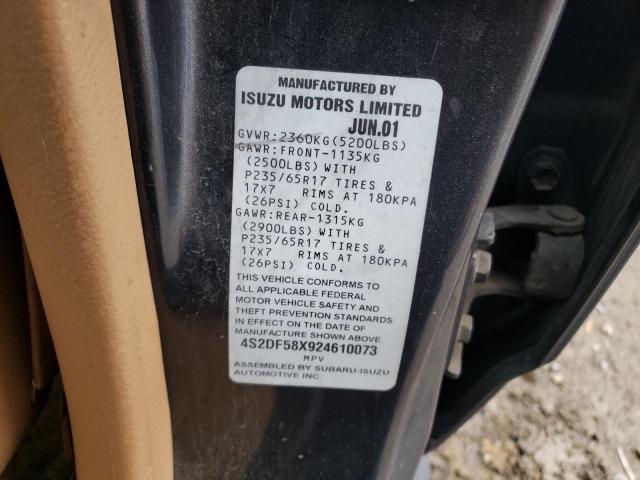 MANUFACTURED BY
ISUZU MOTORS LIMITED
JUN.01
GVWR:2360KG(5200LBS)
GAWR:FRONT-1135KG
(2500LBS) WITH
P235/65R17 TIRES &
17X7 RIMS AT 180KPA
(26PSI) COLD.
GAWR:REAR-1315KG
(2900LBS) WITH
P235/65R17 TIRES &
17X7 RIMS AT 180KPA
(26PSI) COLD.
THIS VEHICLE CONFORMS TO
ALL APPLICABLE FEDERAL
MOTOR VEHICLE SAFETY AND
THEFT PREVENTION STANDARDS
IN EFFECT ON THE DATE OF
MANUFACTURE SHOWN ABOVE.
4S2DF58X924610073
MPV
ASSEMBLED BY SUBARU-ISUZU
AUTOMOTIVE INC.